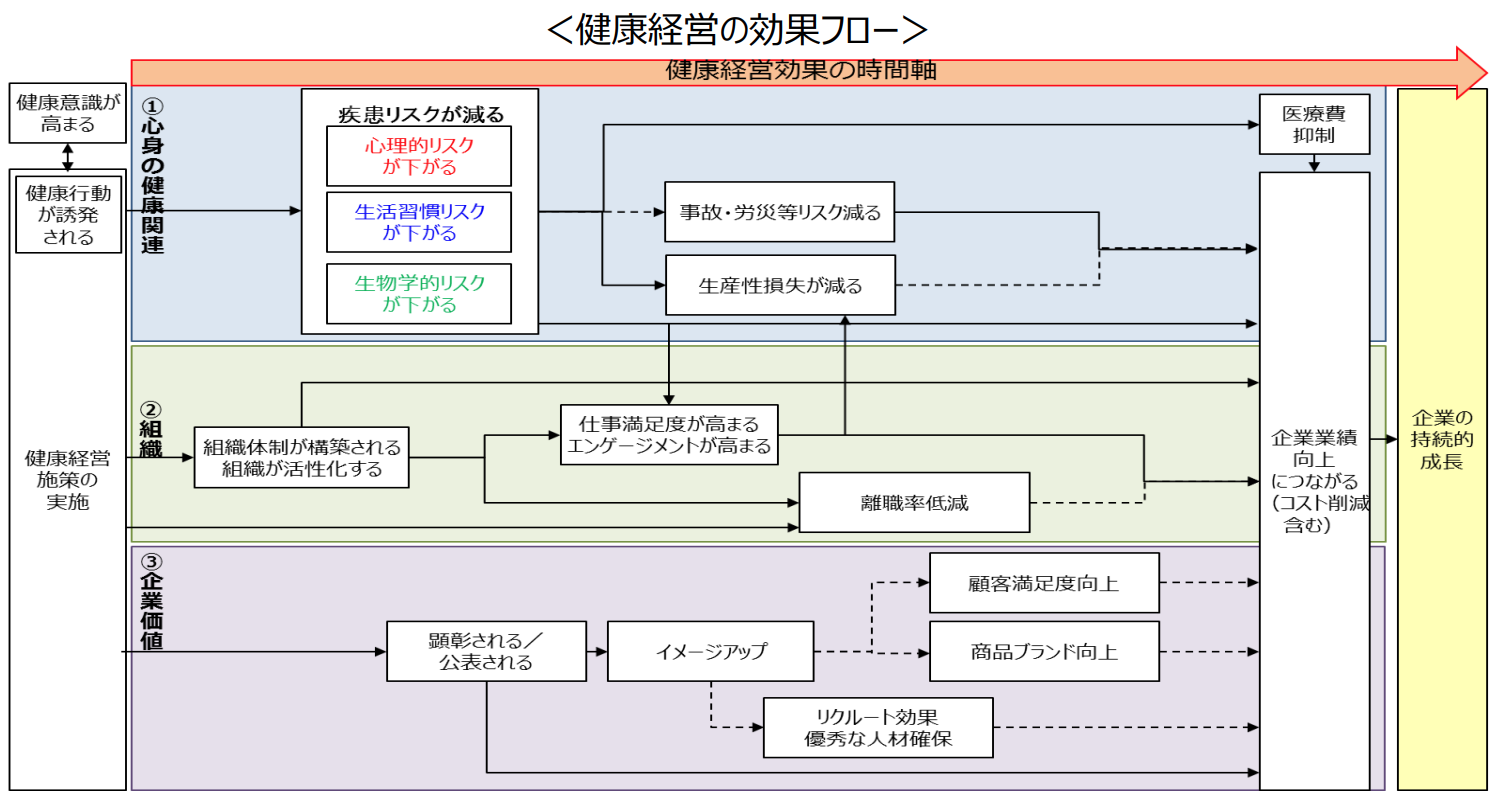 ＜健康経営の効果フロー＞
健康経営効果の時間軸
健康意識が
高まる
健康行動
が誘発
される
健康経営
施策の
実施
①心身の健康関連
疾患リスクが減る
心理的リスク
が下がる
生活習慣リスク
が下がる
生物学的リスク
が下がる
事故・労災等リスク減る
生産性損失が減る
医療費
抑制
②組織
組織体制が構築される
組織が活性化する
仕事満足度が高まる
エンゲージメントが高まる
離職率低減
③企業価値
顕彰される／
公表される
イメージアップ
顧客満足度向上
商品ブランド向上
リクルート効果
優秀な人材確保
企業業績
向上
につながる
（コスト削減
含む）
企業の
持続的
成長